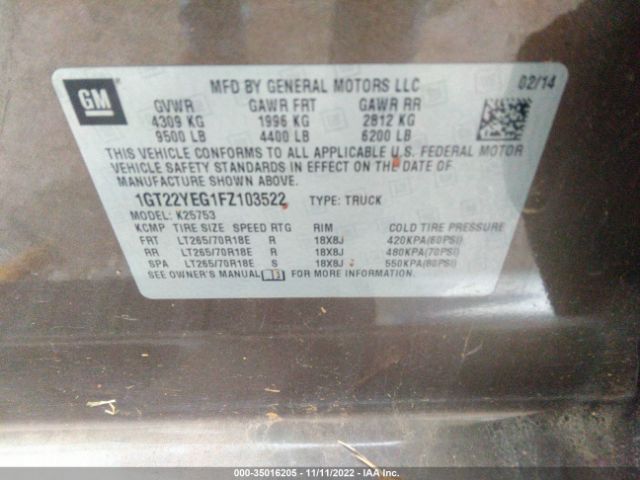 GM
MFD BY GENERAL MOTORS LLC 02/14
GVWR GAWR FRT GAWR RR
4309 KG 1996 KG 2812 KG
9500 LB 4400 LB 6200 LB
THIS VEHICLE CONFORMS TO ALL APPLICABLE U.S. FEDERAL MOTOR
VEHICLE SAFETY STANDARDS IN EFFECT ON THE DATE OF
MANUFACTURE SHOWN ABOVE.
1GT22YEG1FZ103522 TYPE: TRUCK
MODEL: K25753
KCMP TIRE SIZE SPEED RTG RIM COLD TIRE PRESSURE
FRT LT265/70R18E R 18X8J 420KPA(60PSI)
RR LT265/70R18E R 18X8J 480KPA(70PSI)
SPA LT265/70R18E S 18X8J 550KPA(80PSI)
SEE OWNER'S MANUAL FOR MORE INFORMATION.
000-35016205 - 11/11/2022 - IAAI.com